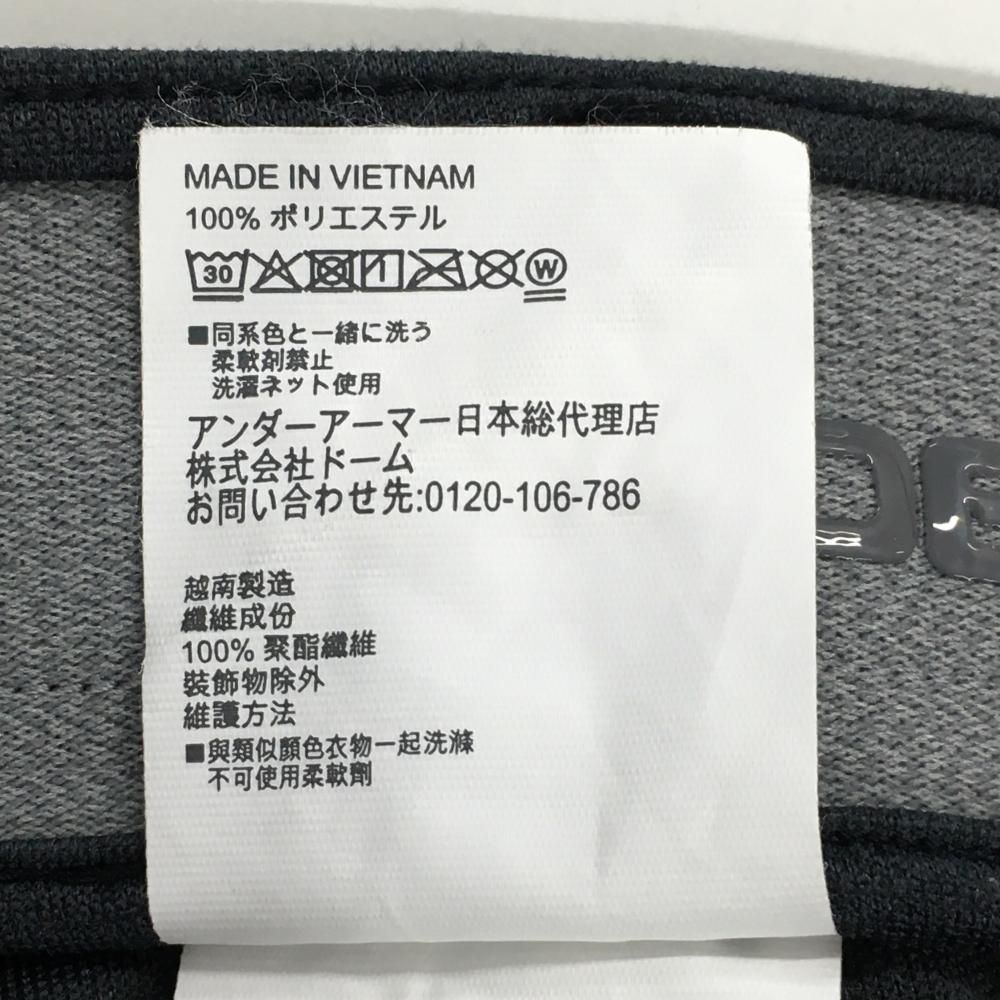 MADE IN VIETNAM
100% ポリエステル
30 W
■同系色と一緒に洗う
柔軟剤禁止
洗濯ネット使用
アンダーアーマー日本総代理店
株式会社ドーム
お問い合わせ先:0120-106-786
越南製造
纖維成份
100% 聚酯纖維
裝飾物除外
維護方法
■與類似顏色衣物一起洗滌
不可使用柔軟劑